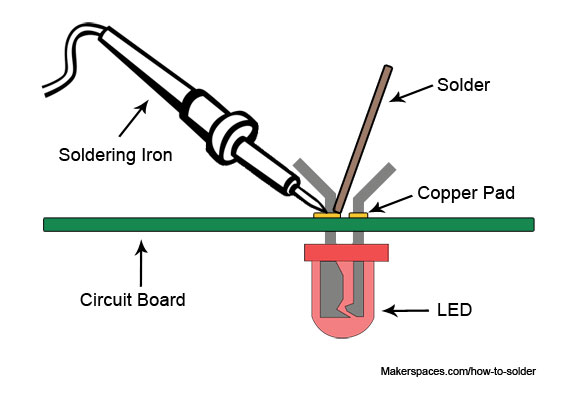 Solder
Soldering Iron
Copper Pad
Circuit Board
LED
Makerspaces.com/how-to-solder